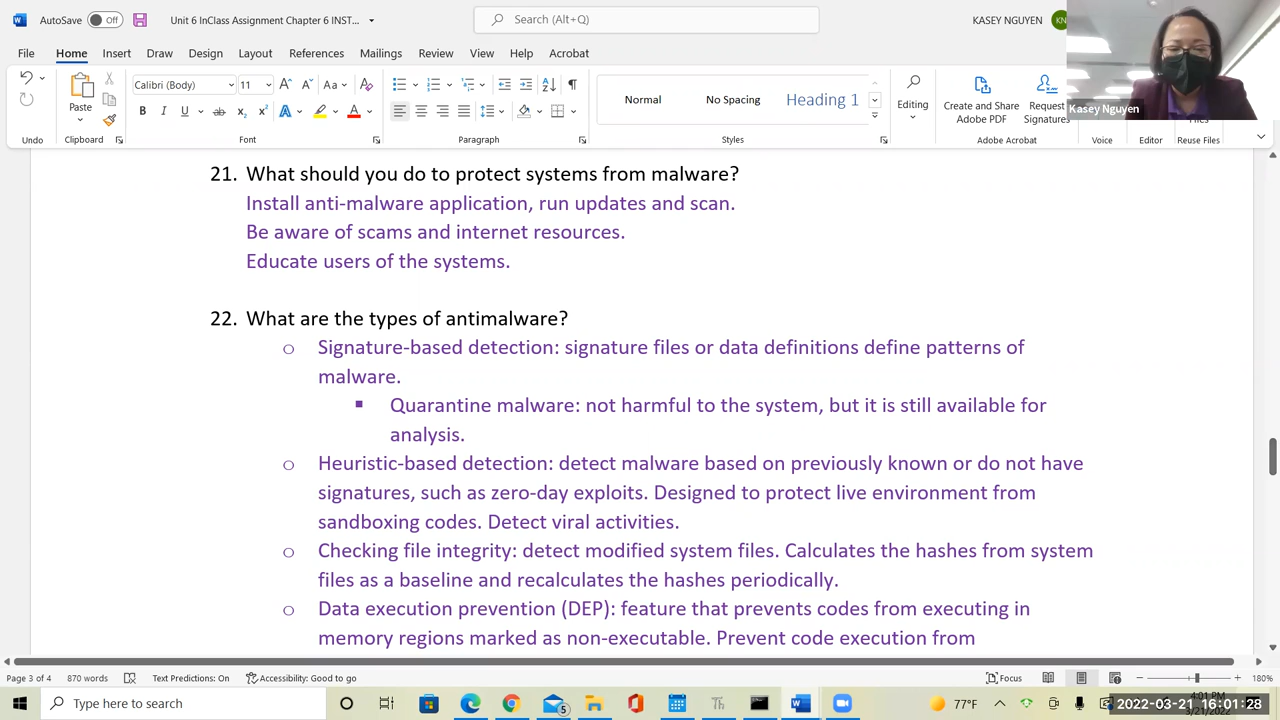 AutoSave Off Unit 6 InClass Assignment Chapter 6 INST... Search (Alt+Q) KASEY NGUYEN KN
File Home Insert Draw Design Layout References Mailings Review View Help Acrobat
Calibri (Body) 11 Aa
Paste
B I U ab x₂ x² A A
Normal No Spacing Heading 1
Editing
Create and Share Adobe PDF
Request Signatures
Kasey Nguyen
Files
Undo Clipboard Font Paragraph Styles Adobe Acrobat Voice Editor Reuse Files
21. What should you do to protect systems from malware?
Install anti-malware application, run updates and scan.
Be aware of scams and internet resources.
Educate users of the systems.
22. What are the types of antimalware?
o Signature-based detection: signature files or data definitions define patterns of
malware.
▪ Quarantine malware: not harmful to the system, but it is still available for
analysis.
o Heuristic-based detection: detect malware based on previously known or do not have
signatures, such as zero-day exploits. Designed to protect live environment from
sandboxing codes. Detect viral activities.
o Checking file integrity: detect modified system files. Calculates the hashes from system
files as a baseline and recalculates the hashes periodically.
o Data execution prevention (DEP): feature that prevents codes from executing in
memory regions marked as non-executable. Prevent code execution from
Page 3 of 4 870 words Text Predictions: On Accessibility: Good to go Focus 180%
Type here to search 5 Th 77°F 4:01 PM
2022-03-21 16:01:28